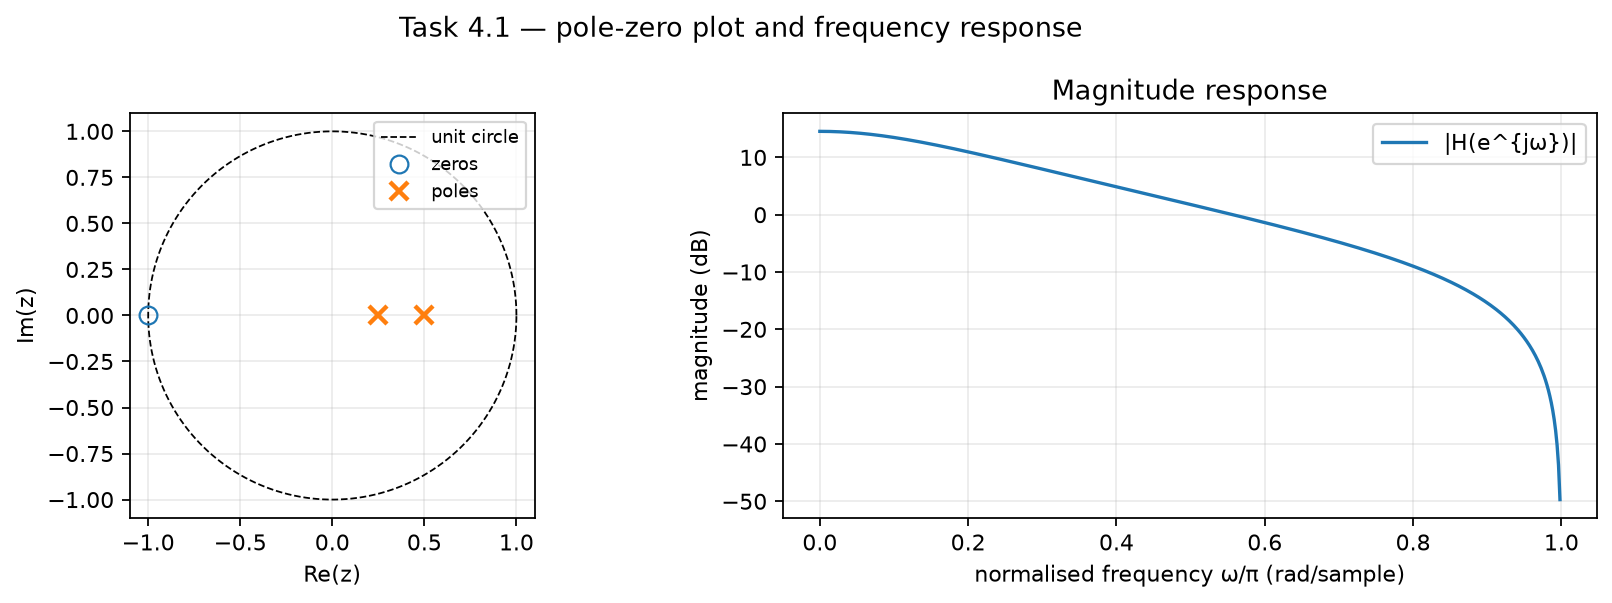 Task 4.1 — pole-zero plot and frequency response
1.00
0.75
0.50
0.25
0.00
−0.25
−0.50
−0.75
−1.00
−1.0 −0.5 0.0 0.5 1.0
Im(z)
Re(z)
unit circle
zeros
poles
Magnitude response
10
0
−10
−20
−30
−40
−50
0.0 0.2 0.4 0.6 0.8 1.0
magnitude (dB)
normalised frequency ω/π (rad/sample)
|H(e^{jω})|